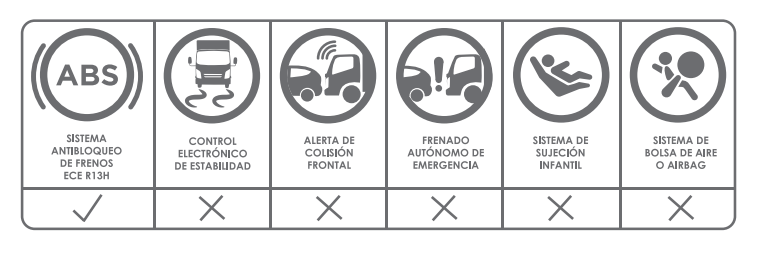 ABS
SISTEMA
ANTIBLOQUEO
DE FRENOS
ECE R13H
CONTROL
ELECTRÓNICO
DE ESTABILIDAD
ALERTA DE
COLISIÓN
FRONTAL
FRENADO
AUTÓNOMO DE
EMERGENCIA
SISTEMA DE
SUJECIÓN
INFANTIL
SISTEMA DE
BOLSA DE AIRE
O AIRBAG